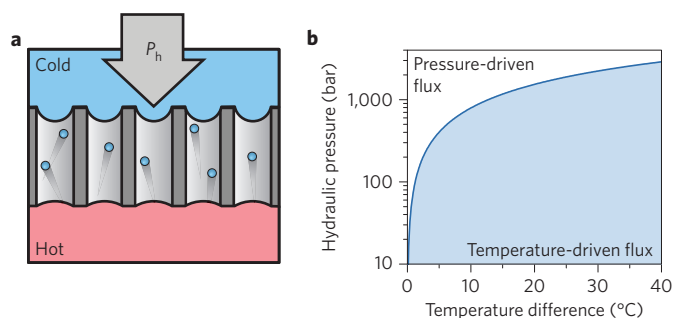 a
P_h
Cold
Hot
b
Hydraulic pressure (bar)
1,000
100
10
Pressure-driven
flux
Temperature-driven flux
0 10 20 30 40
Temperature difference (°C)